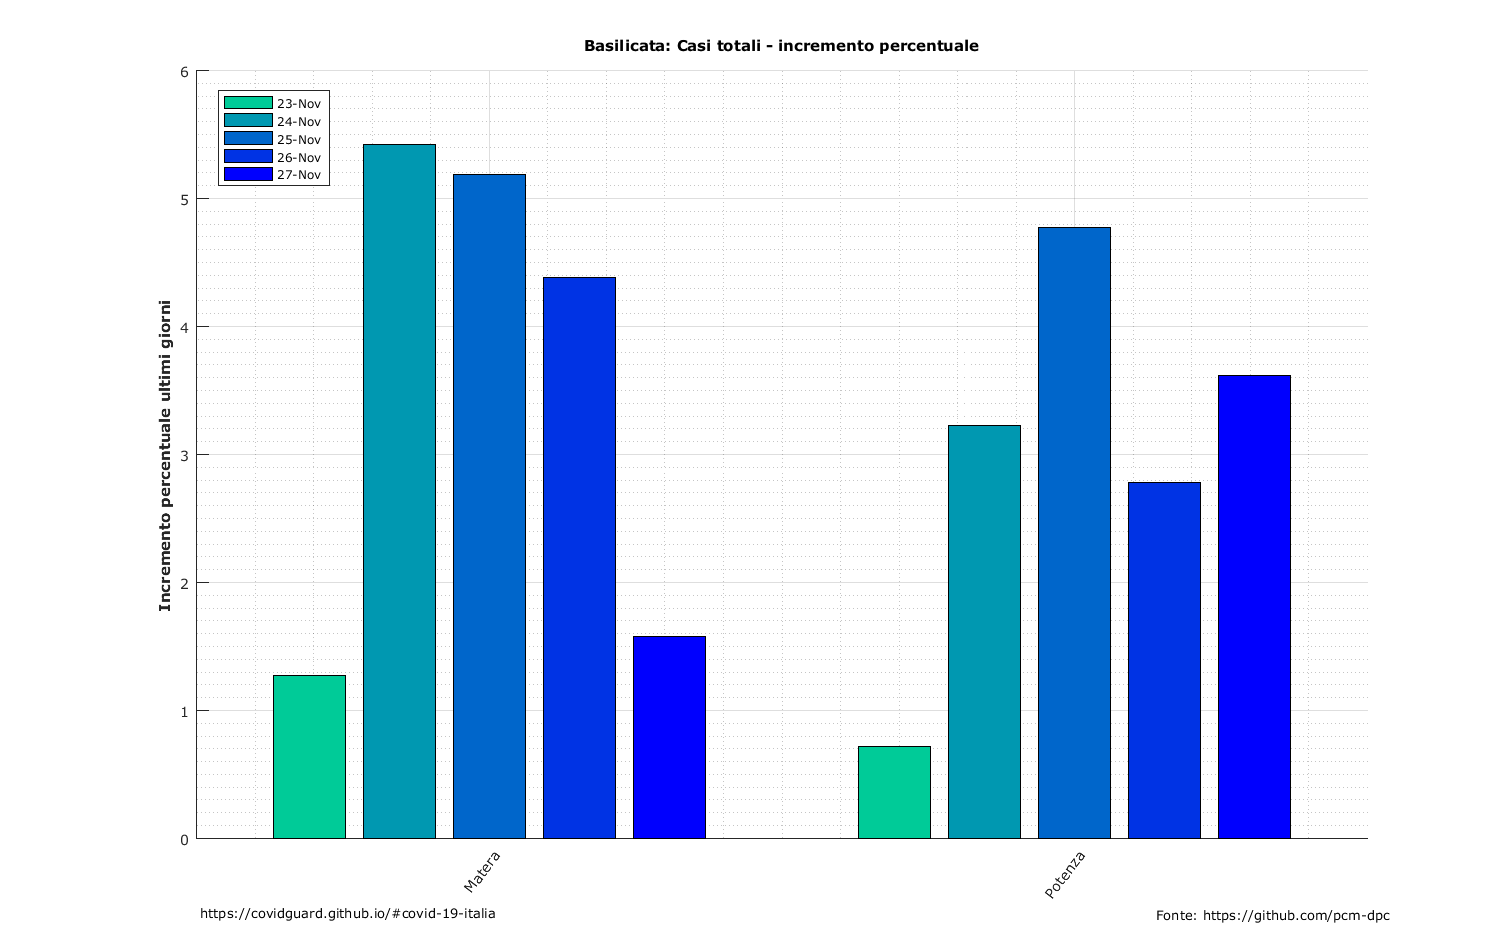 Basilicata: Casi totali - incremento percentuale
6
5
4
3
2
1
0
Incremento percentuale ultimi giorni
23-Nov
24-Nov
25-Nov
26-Nov
27-Nov
Matera
Potenza
https://covidguard.github.io/#covid-19-italia
Fonte: https://github.com/pcm-dpc